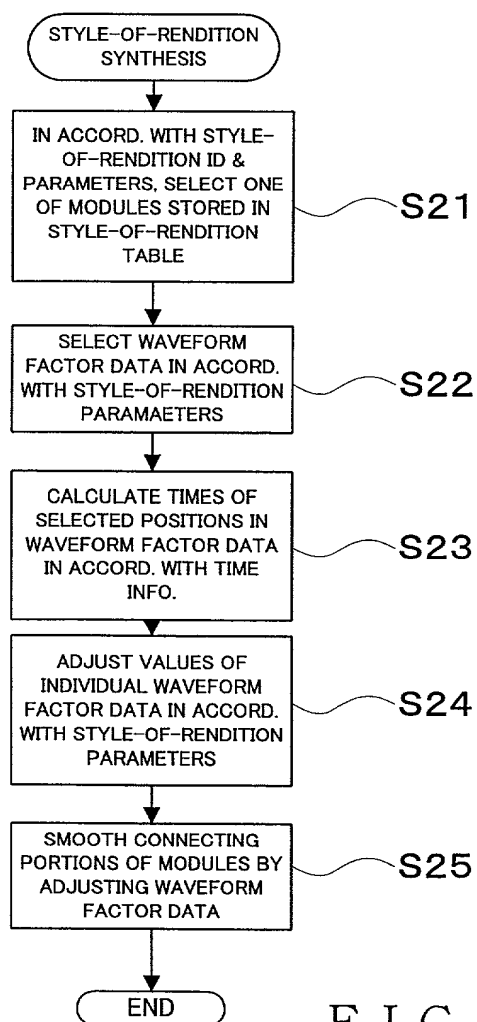 STYLE-OF-RENDITION
SYNTHESIS
IN ACCORD. WITH STYLE-
OF-RENDITION ID &
PARAMETERS, SELECT ONE
OF MODULES STORED IN
STYLE-OF-RENDITION
TABLE
S21
SELECT WAVEFORM
FACTOR DATA IN ACCORD.
WITH STYLE-OF-RENDITION
PARAMAETERS
S22
CALCULATE TIMES OF
SELECTED POSITIONS IN
WAVEFORM FACTOR DATA
IN ACCORD. WITH TIME
INFO.
S23
ADJUST VALUES OF
INDIVIDUAL WAVEFORM
FACTOR DATA IN ACCORD.
WITH STYLE-OF-RENDITION
PARAMETERS
S24
SMOOTH CONNECTING
PORTIONS OF MODULES BY
ADJUSTING WAVEFORM
FACTOR DATA
S25
END